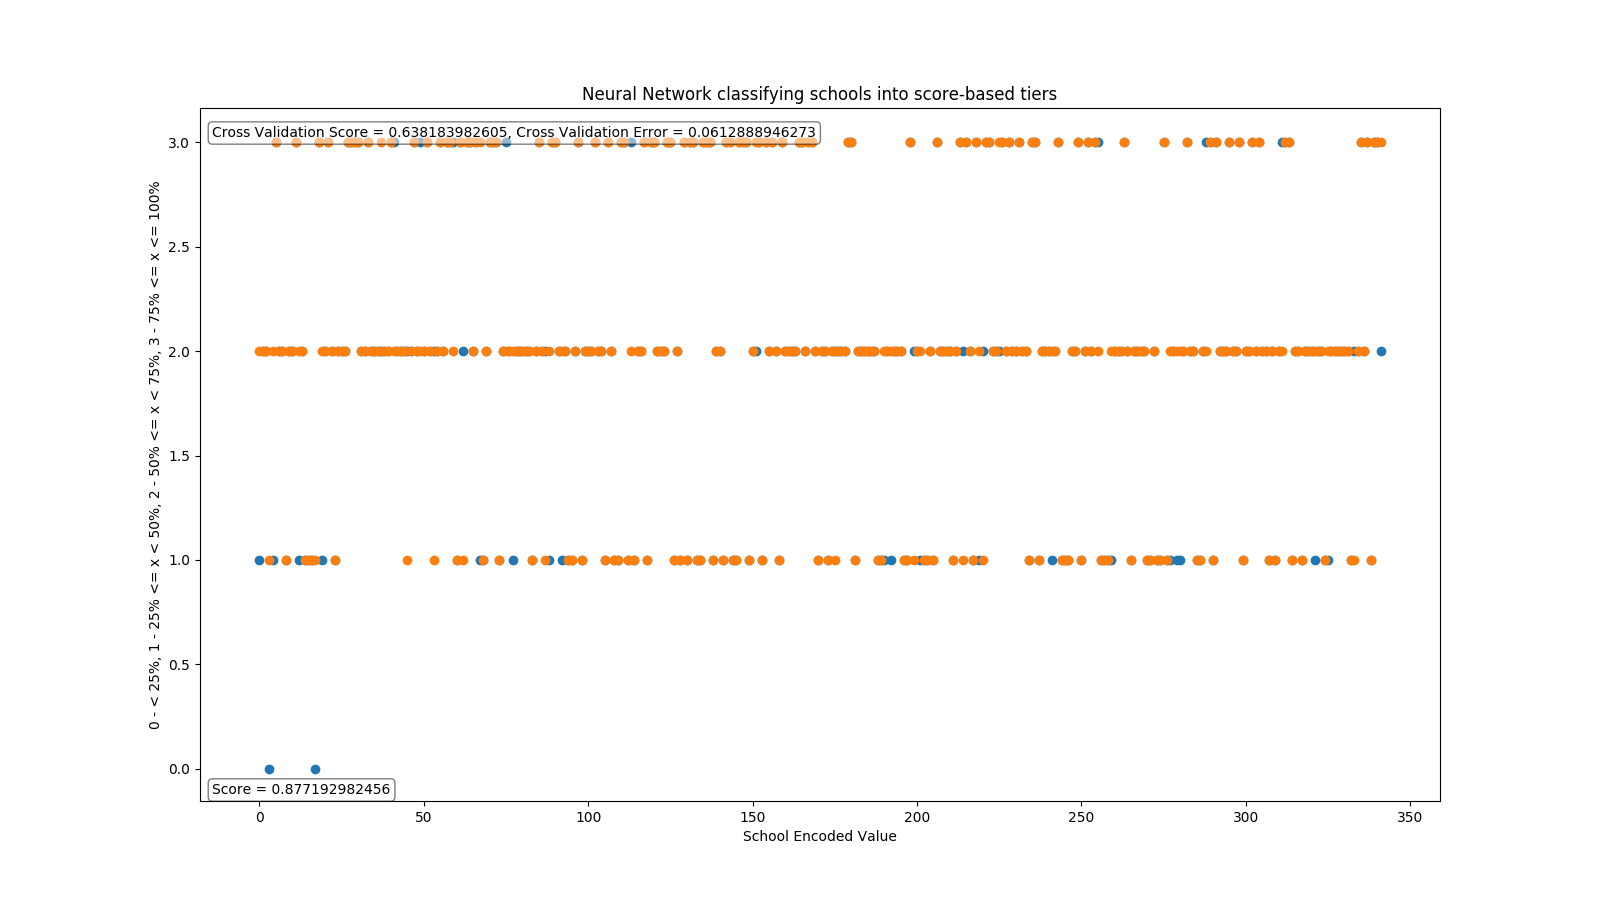 Neural Network classifying schools into score-based tiers
Cross Validation Score = 0.638183982605, Cross Validation Error = 0.0612888946273
3.0
2.5
2.0
1.5
1.0
0.5
0.0
0 - < 25%, 1 - 25% <= x < 50%, 2 - 50% <= x < 75%, 3 - 75% <= x <= 100%
Score = 0.877192982456
0 50 100 150 200 250 300 350
School Encoded Value